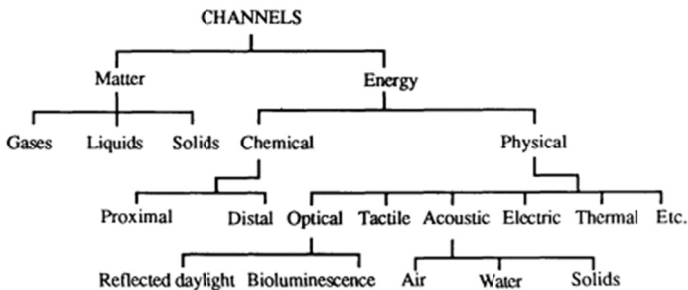 CHANNELS
Matter Energy
Gases Liquids Solids Chemical Physical
Proximal Distal Optical Tactile Acoustic Electric Thermal Etc.
Reflected daylight Bioluminescence Air Water Solids